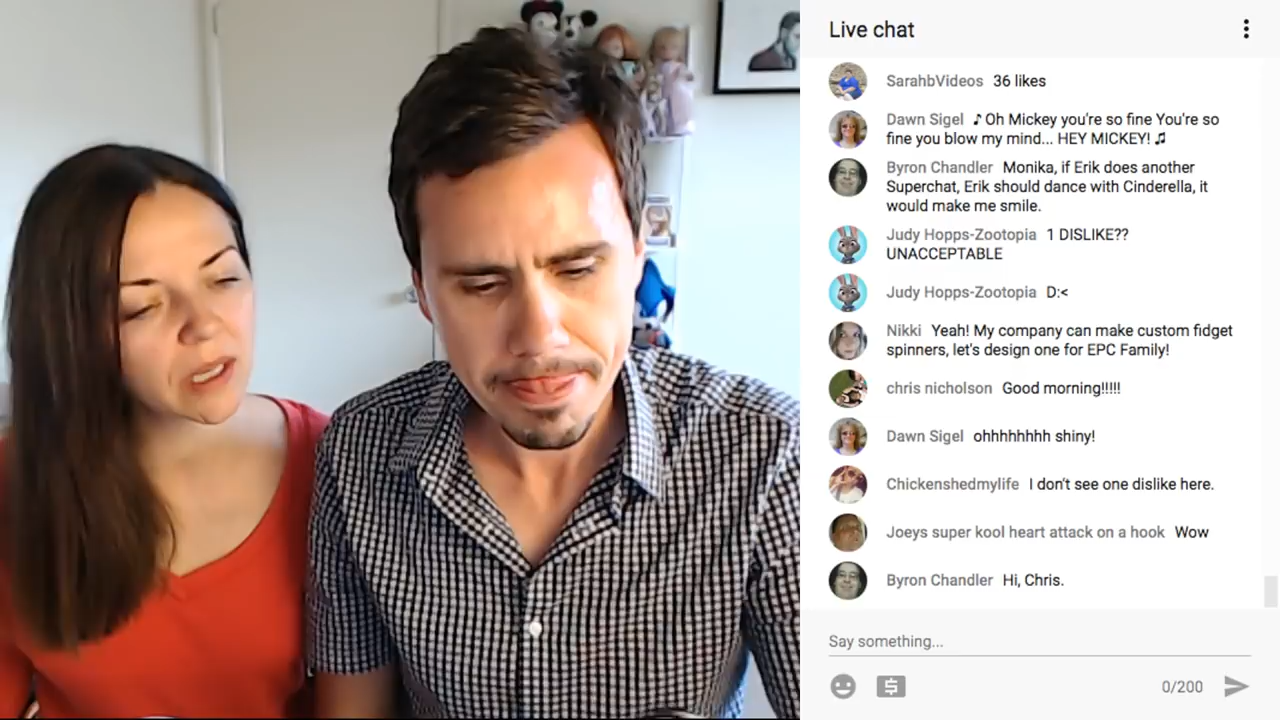 Live chat
SarahbVideos 36 likes
Dawn Sigel ♪ Oh Mickey you're so fine You're so
fine you blow my mind... HEY MICKEY! ♫
Byron Chandler Monika, if Erik does another
Superchat, Erik should dance with Cinderella, it
would make me smile.
Judy Hopps-Zootopia 1 DISLIKE??
UNACCEPTABLE
Judy Hopps-Zootopia D:<
Nikki Yeah! My company can make custom fidget
spinners, let's design one for EPC Family!
chris nicholson Good morning!!!!!
Dawn Sigel ohhhhhhhh shiny!
Chickenshedmylife I don't see one dislike here.
Joeys super kool heart attack on a hook Wow
Byron Chandler Hi, Chris.
Say something...
$ 0/200